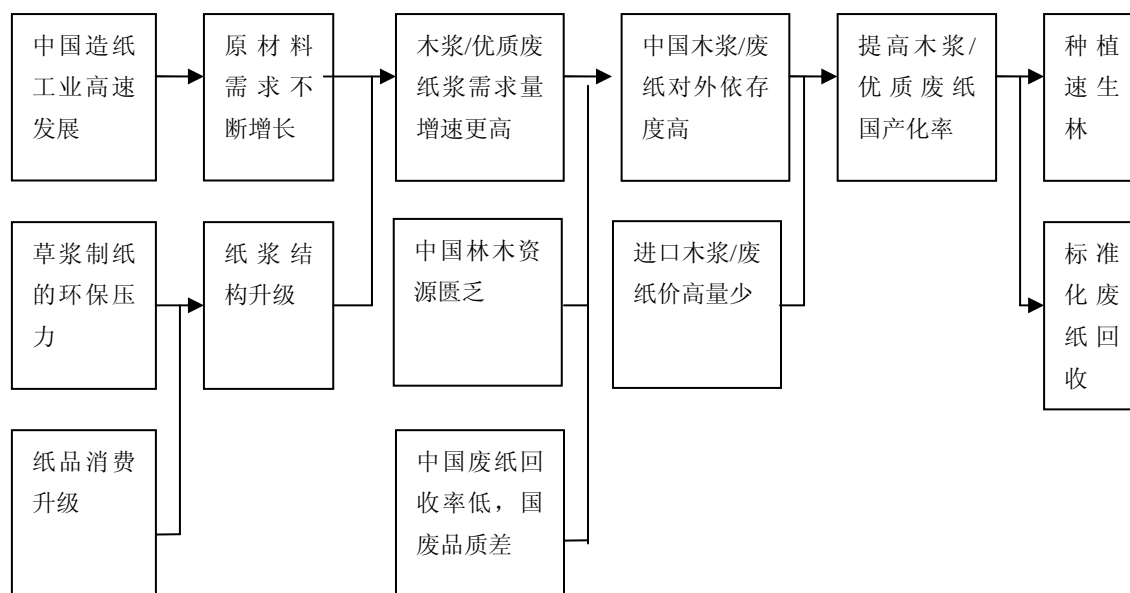 中国造纸
工业高速
发展
原材料
需求不
断增长
木浆/优质废
纸浆需求量
增速更高
中国木浆/废
纸对外依存
度高
提高木浆/
优质废纸
国产化率
种植
速生
林
草浆制纸
的环保压
力
纸浆结
构升级
中国林木资
源匮乏
进口木浆/废
纸价高量少
标准
化废
纸回
收
纸品消费
升级
中国废纸回
收率低，国
废品质差